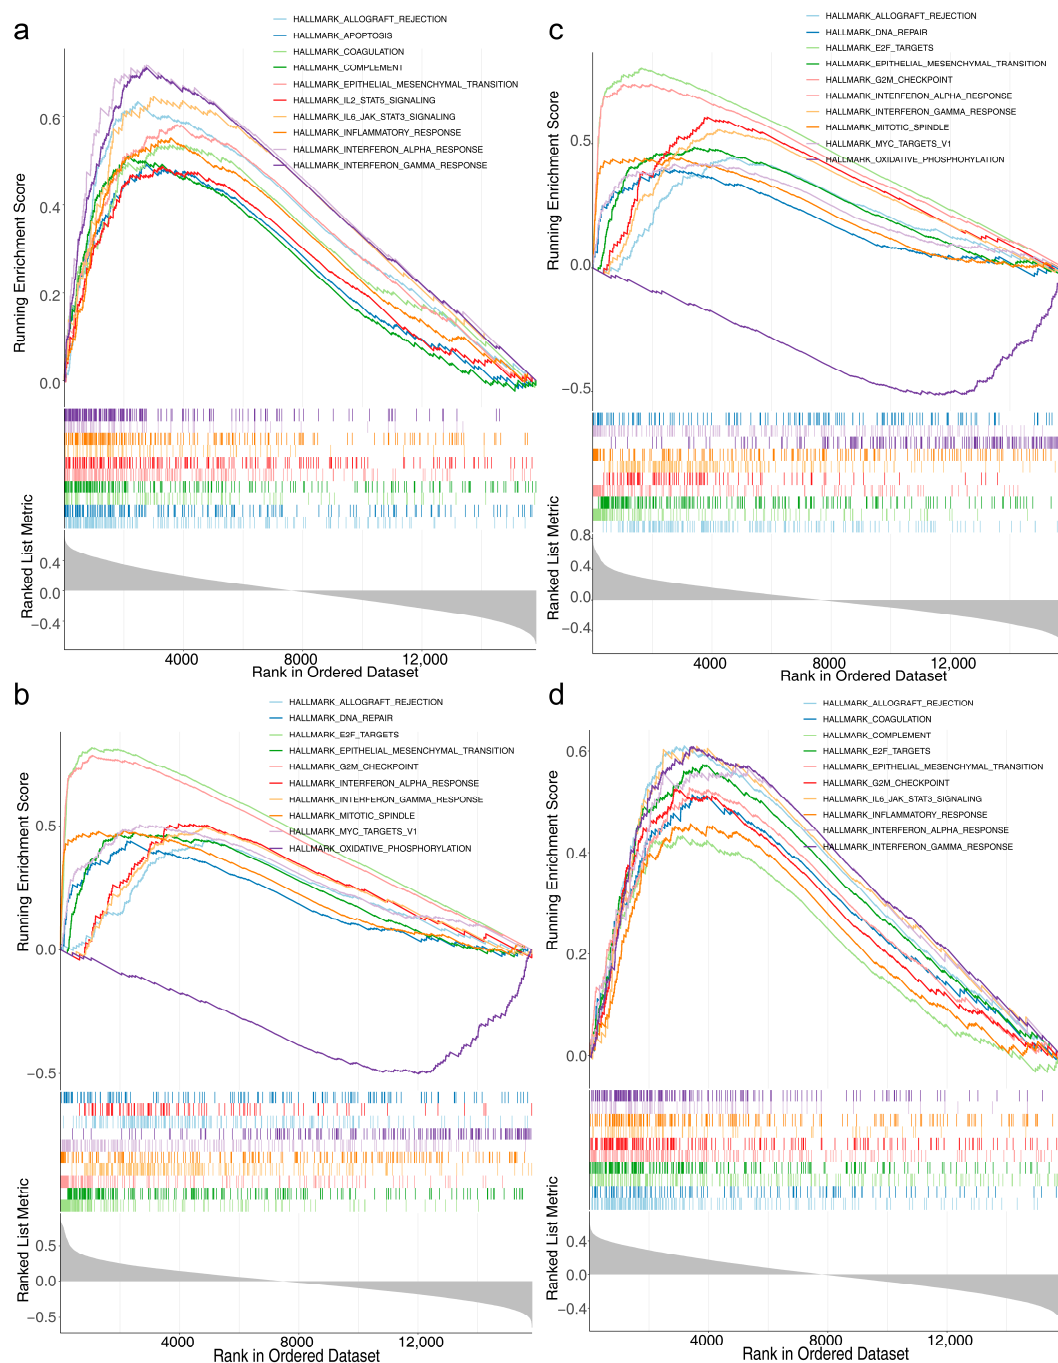 a
HALLMARK_ALLOGRAFT_REJECTION
HALLMARK_APOPTOSIS
HALLMARK_COAGULATION
HALLMARK_COMPLEMENT
HALLMARK_EPITHELIAL_MESENCHYMAL_TRANSITION
HALLMARK_IL2_STAT5_SIGNALING
HALLMARK_IL6_JAK_STAT3_SIGNALING
HALLMARK_INFLAMMATORY_RESPONSE
HALLMARK_INTERFERON_ALPHA_RESPONSE
HALLMARK_INTERFERON_GAMMA_RESPONSE
Running Enrichment Score
0.6
0.4
0.2
0.0
Ranked List Metric
0.4
0.0
−0.4
4000 8000 12,000
Rank in Ordered Dataset
c
HALLMARK_ALLOGRAFT_REJECTION
HALLMARK_DNA_REPAIR
HALLMARK_E2F_TARGETS
HALLMARK_EPITHELIAL_MESENCHYMAL_TRANSITION
HALLMARK_G2M_CHECKPOINT
HALLMARK_INTERFERON_ALPHA_RESPONSE
HALLMARK_INTERFERON_GAMMA_RESPONSE
HALLMARK_MITOTIC_SPINDLE
HALLMARK_MYC_TARGETS_V1
HALLMARK_OXIDATIVE_PHOSPHORYLATION
Running Enrichment Score
0.5
0.0
−0.5
Ranked List Metric
0.8
0.4
0.0
−0.4
4000 8000 12,000
Rank in Ordered Dataset
b
HALLMARK_ALLOGRAFT_REJECTION
HALLMARK_DNA_REPAIR
HALLMARK_E2F_TARGETS
HALLMARK_EPITHELIAL_MESENCHYMAL_TRANSITION
HALLMARK_G2M_CHECKPOINT
HALLMARK_INTERFERON_ALPHA_RESPONSE
HALLMARK_INTERFERON_GAMMA_RESPONSE
HALLMARK_MITOTIC_SPINDLE
HALLMARK_MYC_TARGETS_V1
HALLMARK_OXIDATIVE_PHOSPHORYLATION
Running Enrichment Score
0.5
0.0
−0.5
Ranked List Metric
0.5
0.0
−0.5
4000 8000 12,000
Rank in Ordered Dataset
d
HALLMARK_ALLOGRAFT_REJECTION
HALLMARK_COAGULATION
HALLMARK_COMPLEMENT
HALLMARK_E2F_TARGETS
HALLMARK_EPITHELIAL_MESENCHYMAL_TRANSITION
HALLMARK_G2M_CHECKPOINT
HALLMARK_IL6_JAK_STAT3_SIGNALING
HALLMARK_INFLAMMATORY_RESPONSE
HALLMARK_INTERFERON_ALPHA_RESPONSE
HALLMARK_INTERFERON_GAMMA_RESPONSE
Running Enrichment Score
0.6
0.4
0.2
0.0
Ranked List Metric
0.4
0.0
−0.4
4000 8000 12,000
Rank in Ordered Dataset